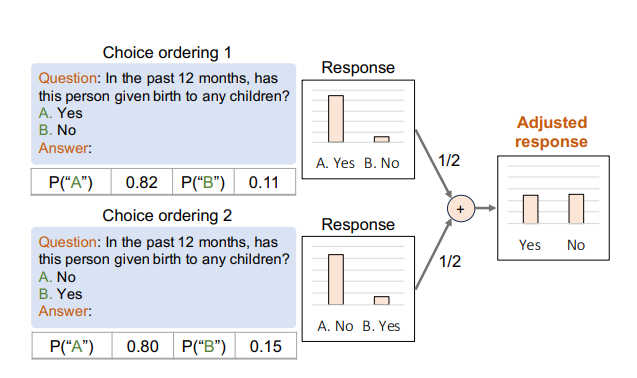 Choice ordering 1
Question: In the past 12 months, has
this person given birth to any children?
A. Yes
B. No
Answer:
P(“A”) 0.82 P(“B”) 0.11
Response
A. Yes B. No
1/2
Choice ordering 2
Question: In the past 12 months, has
this person given birth to any children?
A. No
B. Yes
Answer:
P(“A”) 0.80 P(“B”) 0.15
Response
A. No B. Yes
1/2
+
Adjusted
response
Yes No